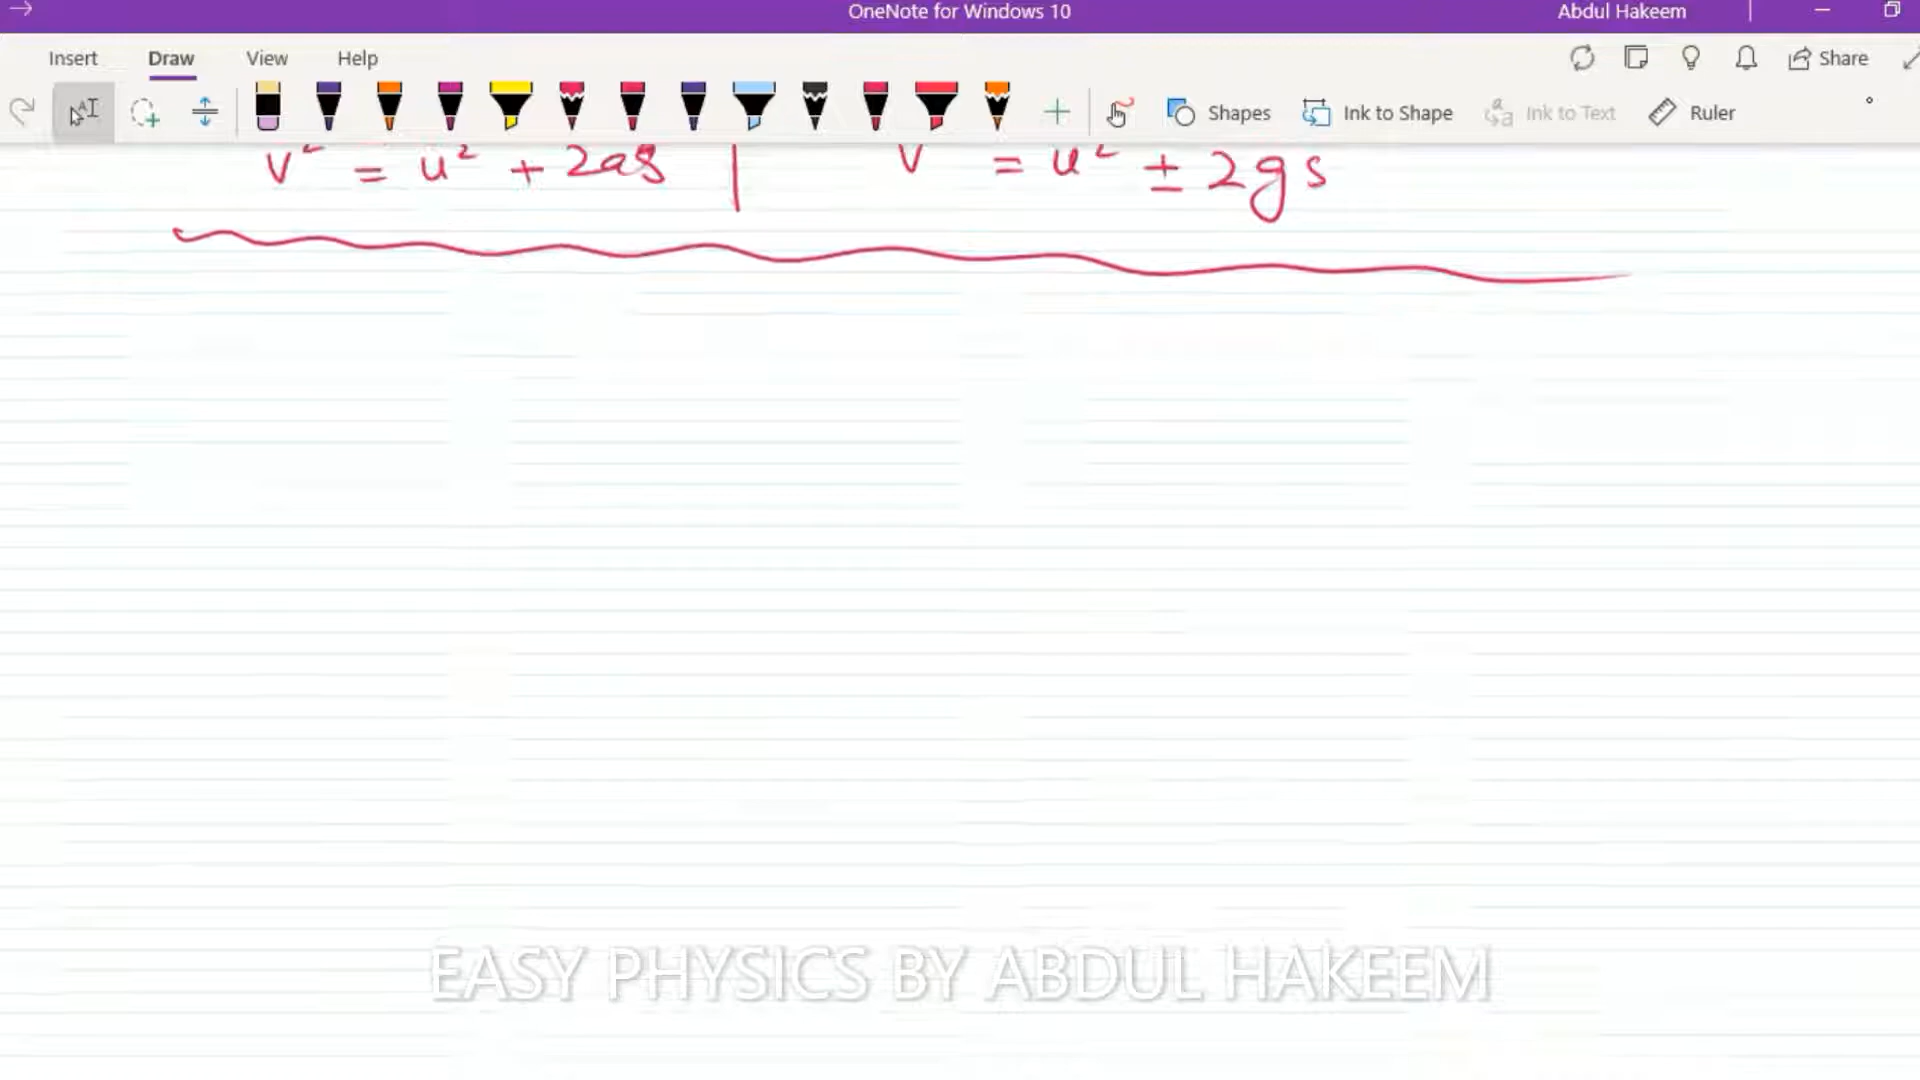 OneNote for Windows 10 Abdul Hakeem
Insert Draw View Help Share
Shapes Ink to Shape Ink to Text Ruler
v² = u² + 2as | v = u² ± 2gs
EASY PHYSICS BY ABDUL HAKEEM